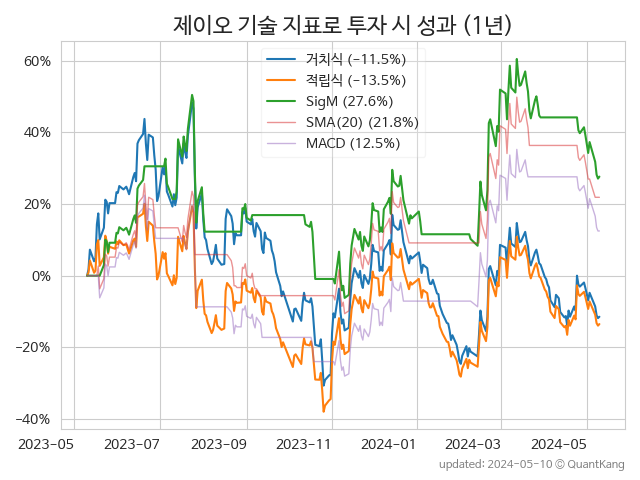 제이오 기술 지표로 투자 시 성과 (1년)
거치식 (−11.5%)
적립식 (−13.5%)
SigM (27.6%)
SMA(20) (21.8%)
MACD (12.5%)
60%
40%
20%
0%
−20%
−40%
2023-05 2023-07 2023-09 2023-11 2024-01 2024-03 2024-05
updated: 2024-05-10 © QuantKang